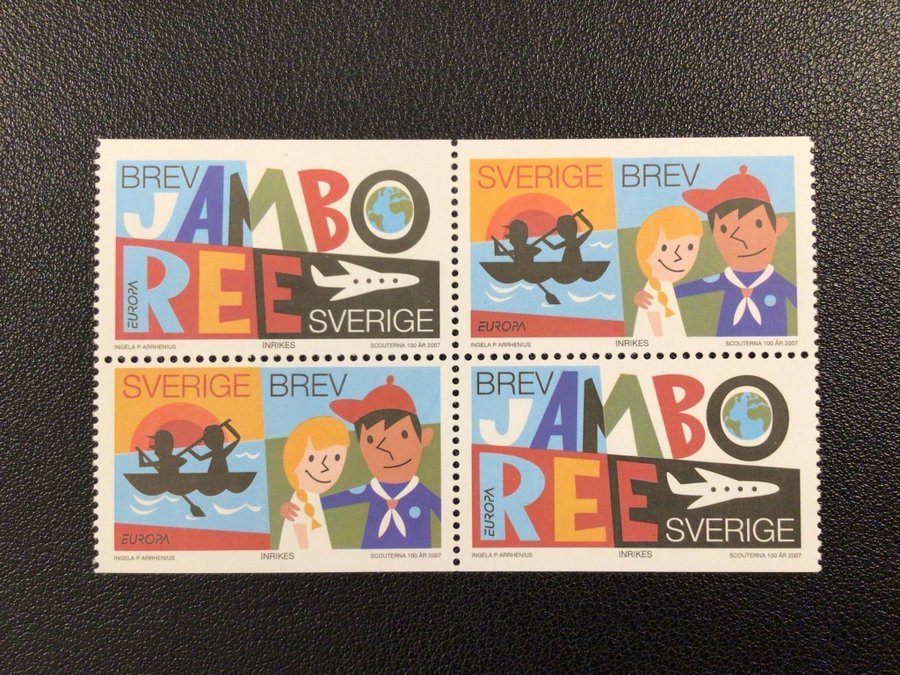 BREV
JAMBO
REE
EUROPA
SVERIGE
INGELA P ARRHENIUS INRIKES SCOUTERNA 100 ÅR 2007
SVERIGE BREV
EUROPA
INGELA P ARRHENIUS INRIKES SCOUTERNA 100 ÅR 2007
SVERIGE BREV
EUROPA
INGELA P ARRHENIUS INRIKES SCOUTERNA 100 ÅR 2007
BREV
JAMBO
REE
EUROPA
SVERIGE
INGELA P ARRHENIUS INRIKES SCOUTERNA 100 ÅR 2007